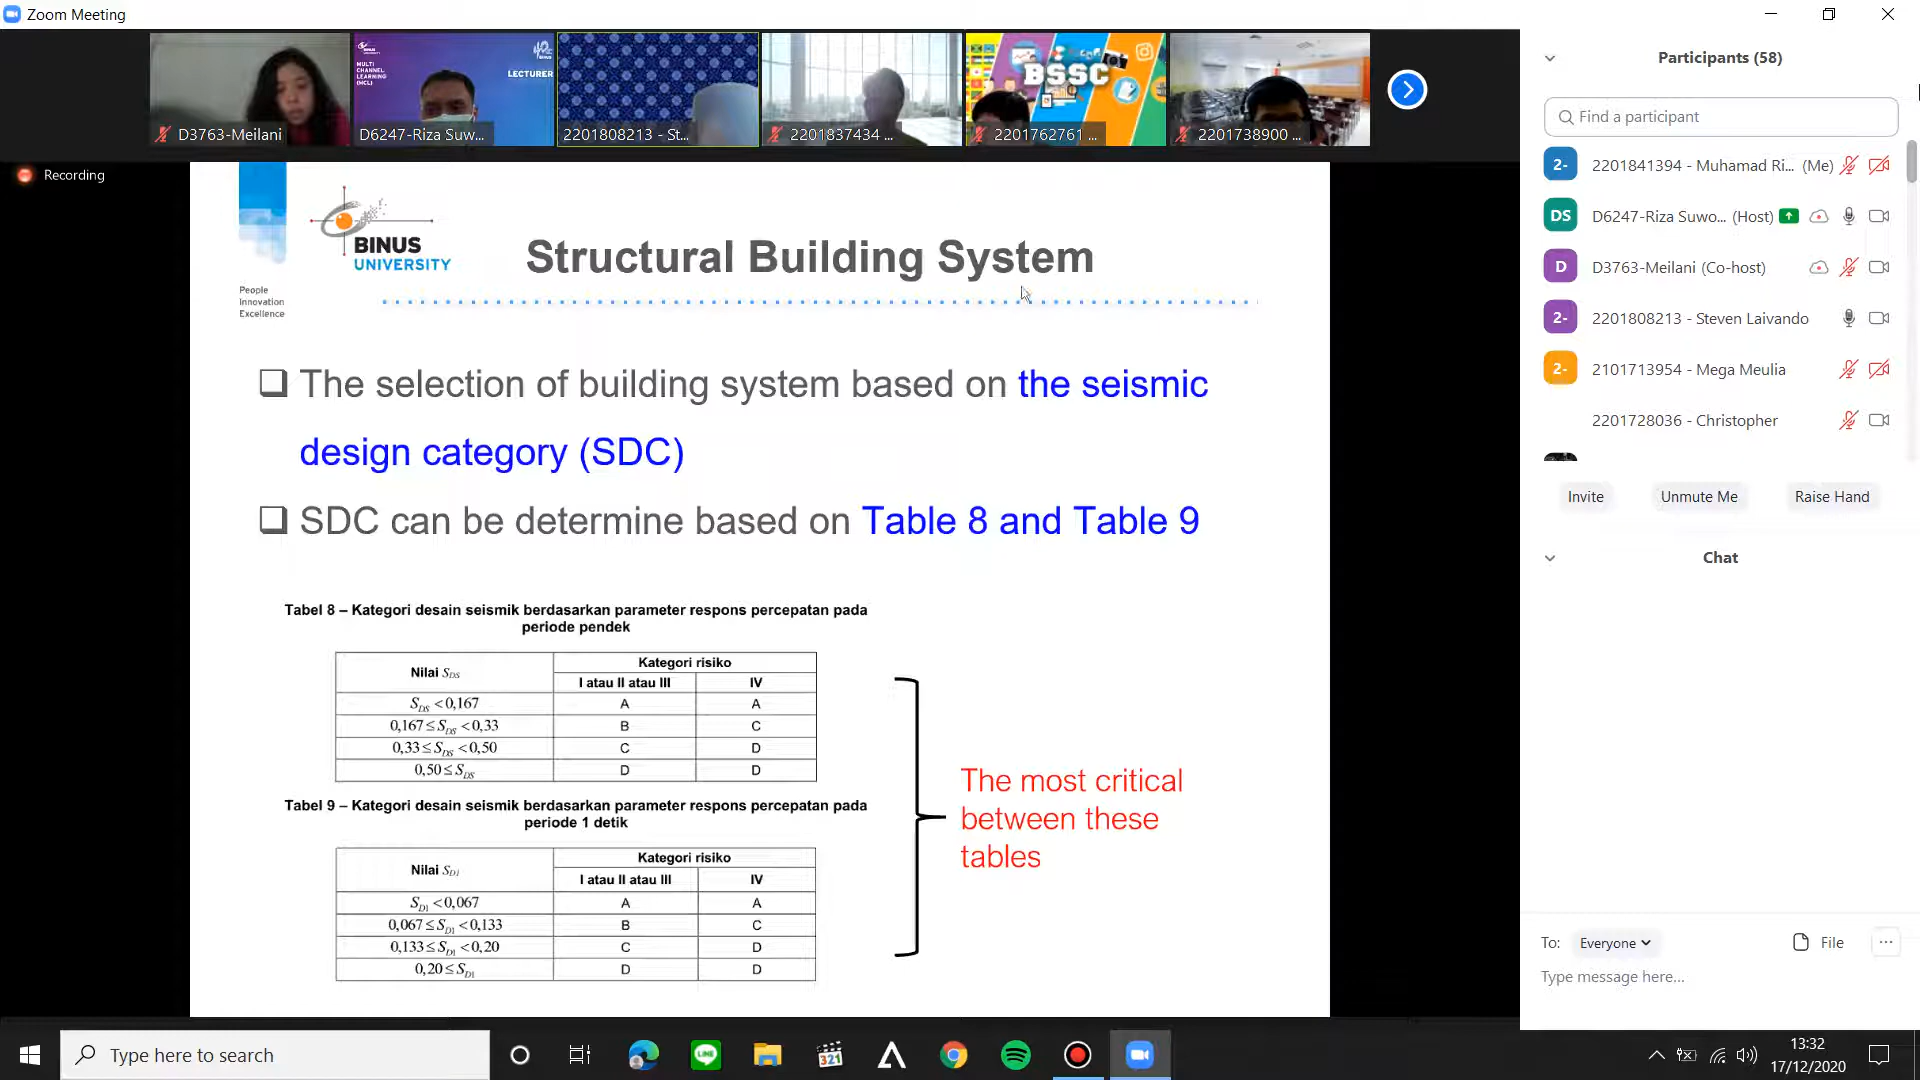 Zoom Meeting
MULTI
CHANNEL
LEARNING
(MCL)
LECTURER
BSSC
D3763-Meilani
D6247-Riza Suw...
2201808213 - St...
2201837434 ...
2201762761 ...
2201738900 ...
Recording
BINUS
UNIVERSITY
People
Innovation
Excellence
Structural Building System
The selection of building system based on the seismic
design category (SDC)
SDC can be determine based on Table 8 and Table 9
Tabel 8 – Kategori desain seismik berdasarkan parameter respons percepatan pada
periode pendek
Nilai S_DS
Kategori risiko
I atau II atau III IV
S_DS < 0,167 A A
0,167 ≤ S_DS < 0,33 B C
0,33 ≤ S_DS < 0,50 C D
0,50 ≤ S_DS D D
Tabel 9 – Kategori desain seismik berdasarkan parameter respons percepatan pada
periode 1 detik
Nilai S_D1
Kategori risiko
I atau II atau III IV
S_D1 < 0,067 A A
0,067 ≤ S_D1 < 0,133 B C
0,133 ≤ S_D1 < 0,20 C D
0,20 ≤ S_D1 D D
The most critical
between these
tables
Participants (58)
Find a participant
2- 2201841394 - Muhamad Ri... (Me)
DS D6247-Riza Suwo... (Host)
D D3763-Meilani (Co-host)
2- 2201808213 - Steven Laivando
2- 2101713954 - Mega Meulia
2201728036 - Christopher
Invite Unmute Me Raise Hand
Chat
To: Everyone File ...
Type message here...
Type here to search
321
13:32
17/12/2020